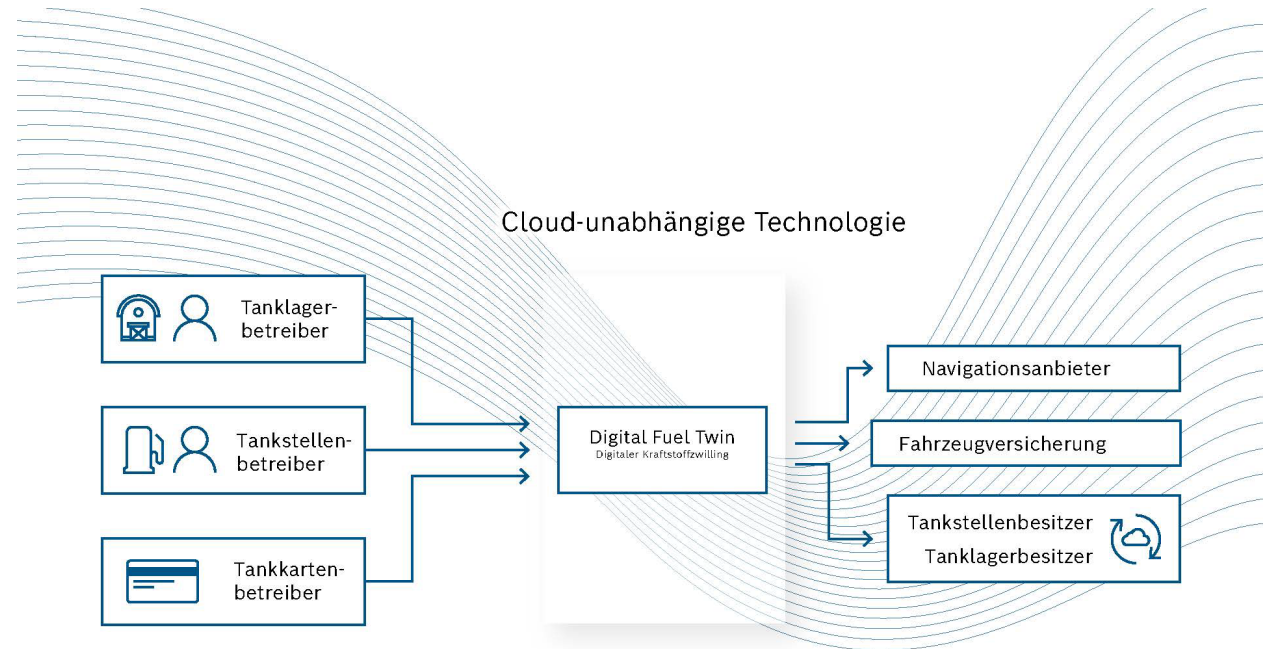 Cloud-unabhängige Technologie
Tanklager-
betreiber
Tankstellen-
betreiber
Tankkarten-
betreiber
Digital Fuel Twin
Digitaler Kraftstoffzwilling
Navigationsanbieter
Fahrzeugversicherung
Tankstellenbesitzer
Tanklagerbesitzer